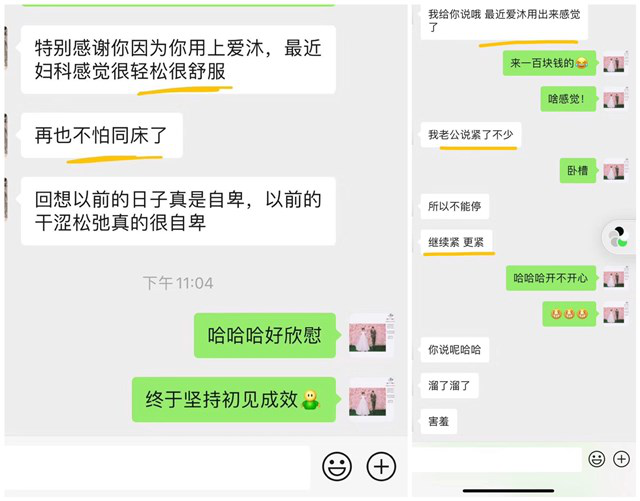 特别感谢你因为你用上爱沐，最近
妇科感觉很轻松很舒服
再也不怕同床了
回想以前的日子真是自卑，以前的
干涩松弛真的很自卑
下午 11:04
哈哈哈好欣慰
终于坚持初见成效
我给你说哦 最近爱沐用出来感觉
了
来一百块钱的😂
啥感觉！
我老公说紧了不少
卧槽
所以不能停
继续紧 更紧
哈哈哈开不开心
你说呢哈哈
溜了溜了
害羞